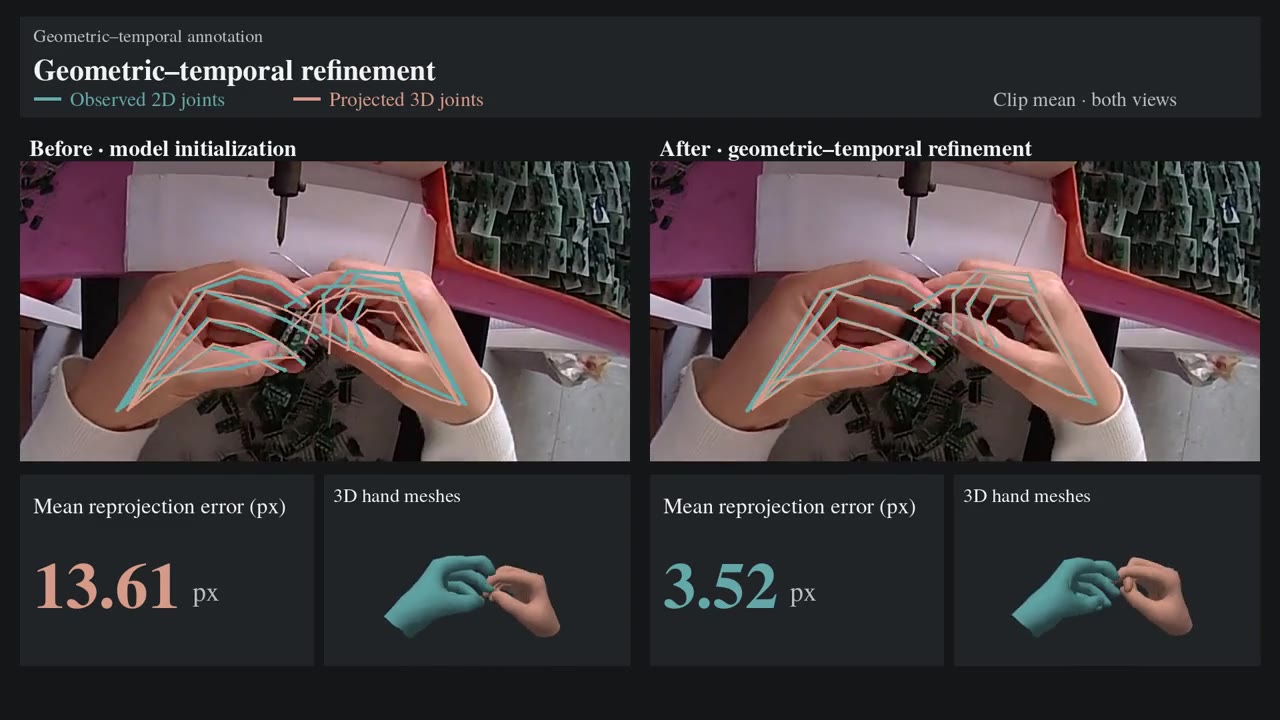 Geometric–temporal annotation
Geometric–temporal refinement
Observed 2D joints
Projected 3D joints
Clip mean · both views
Before · model initialization
After · geometric–temporal refinement
Mean reprojection error (px)
13.61 px
3D hand meshes
Mean reprojection error (px)
3.52 px
3D hand meshes